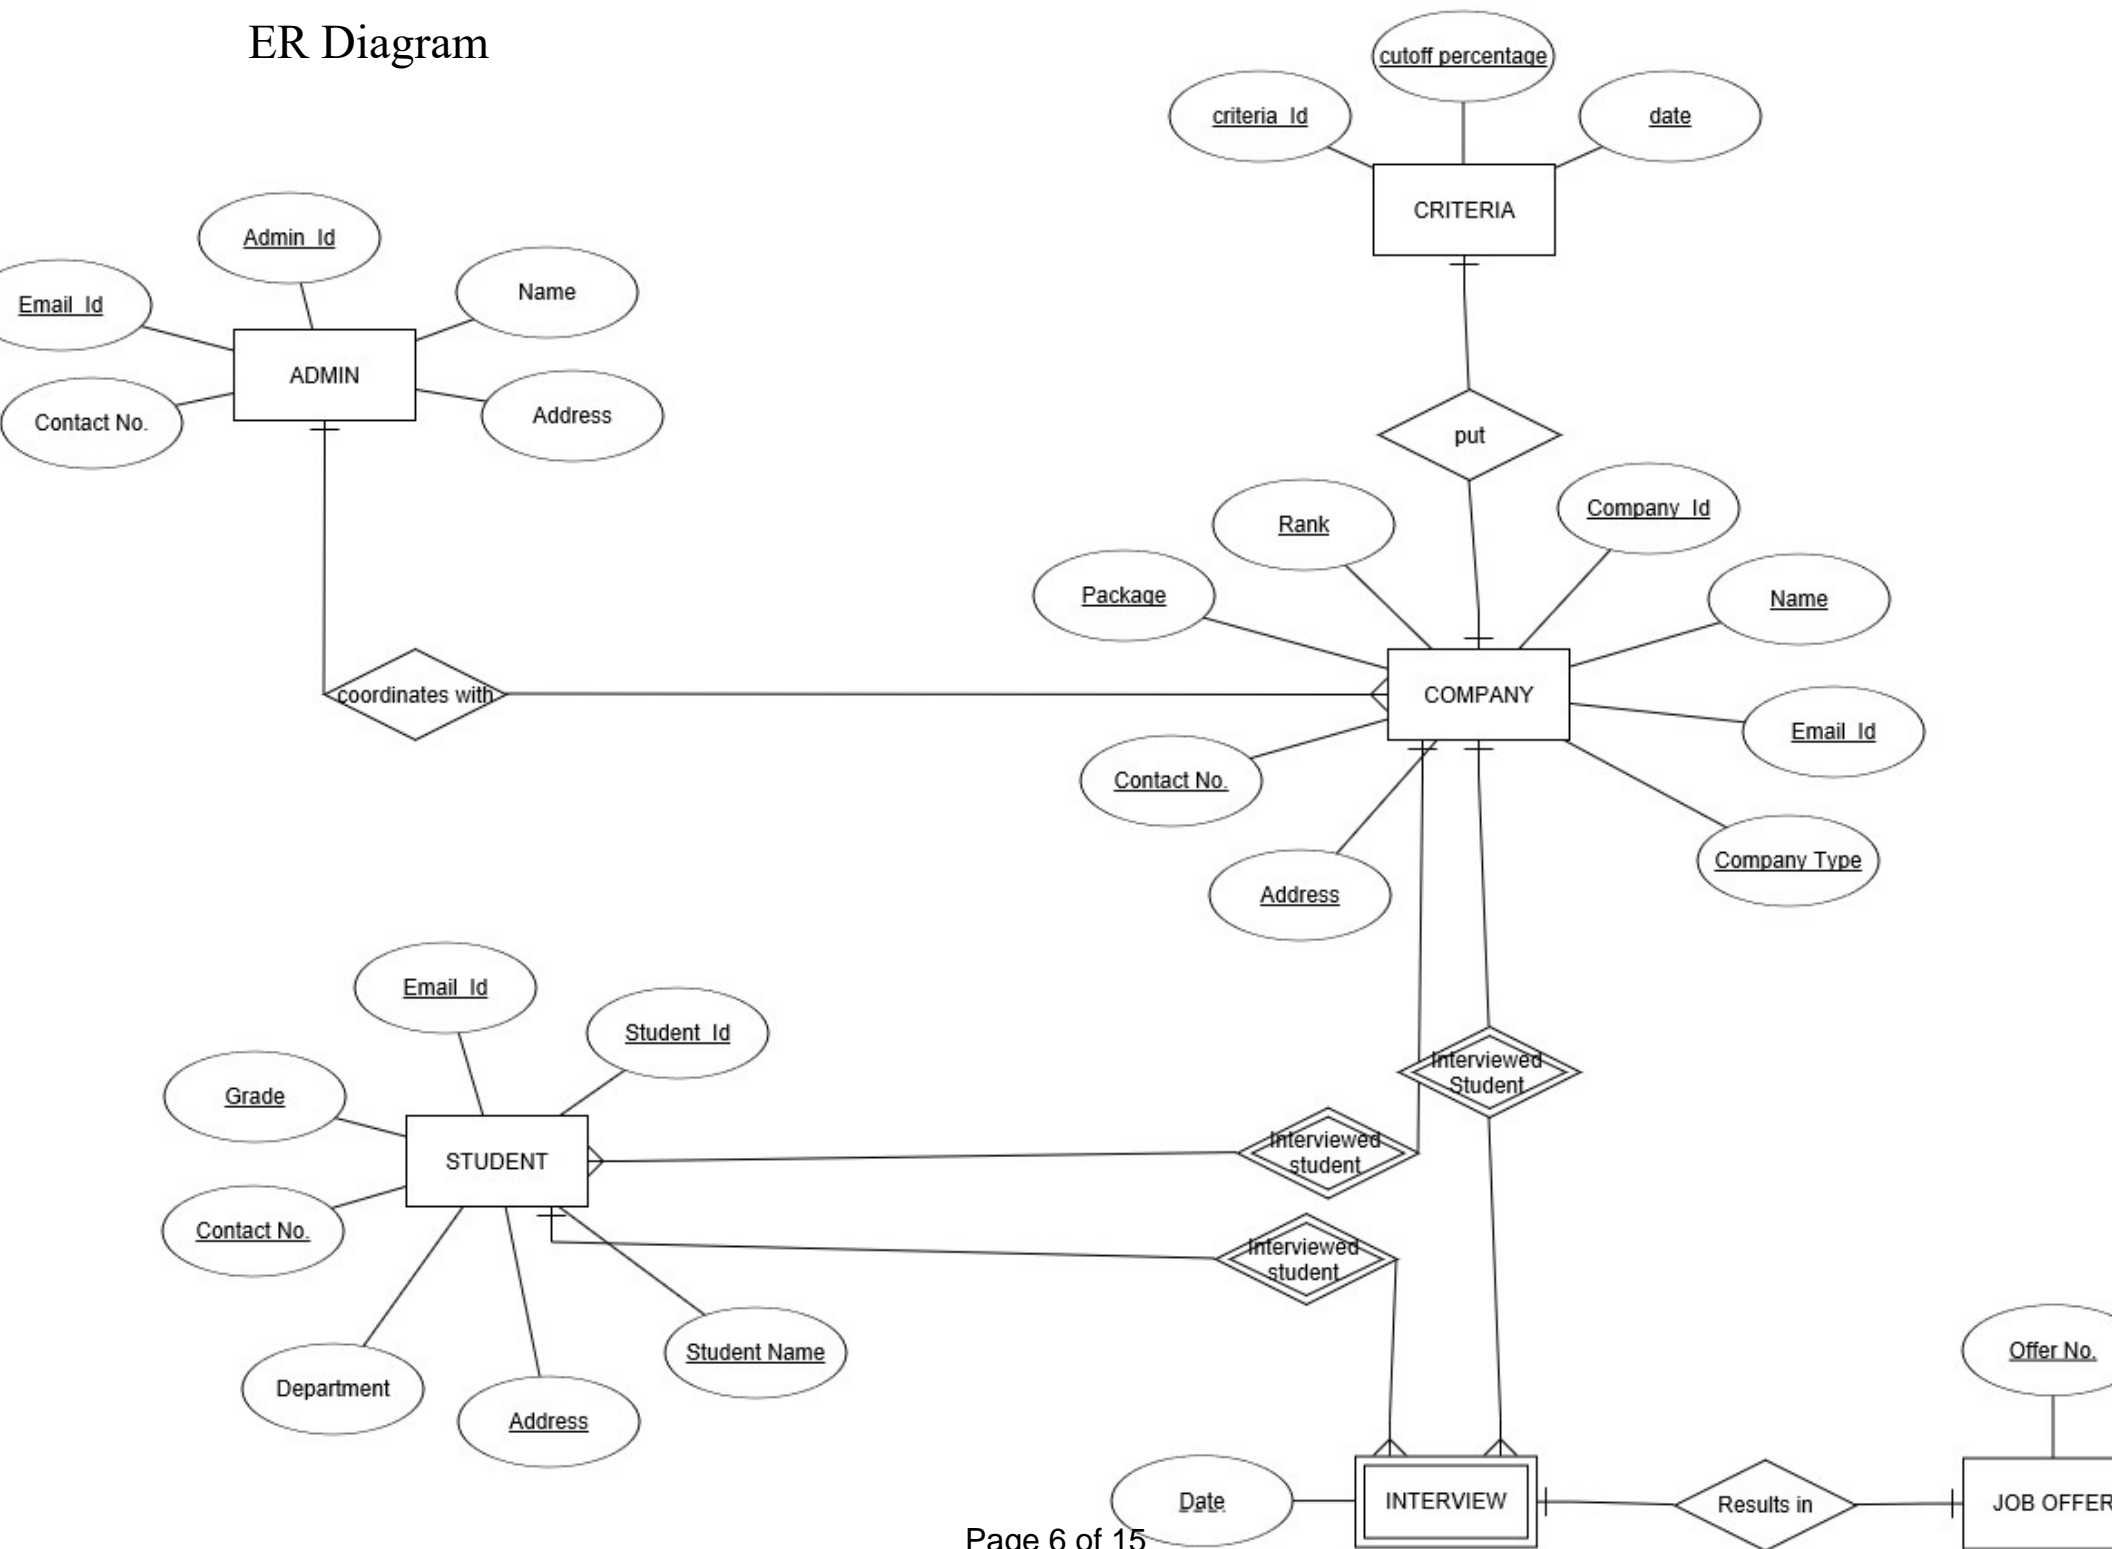 ER Diagram
cutoff percentage
criteria_Id
date
CRITERIA
Admin_Id
Email_Id
Name
ADMIN
Contact No.
Address
put
Rank
Company_Id
Package
Name
coordinates with
COMPANY
Email_Id
Contact No.
Company Type
Address
Email_Id
Student_Id
Grade
STUDENT
Contact No.
Interviewed
Student
Interviewed
student
Interviewed
student
Student Name
Department
Address
Offer No.
Date
INTERVIEW
Results in
JOB OFFER
Page 6 of 15